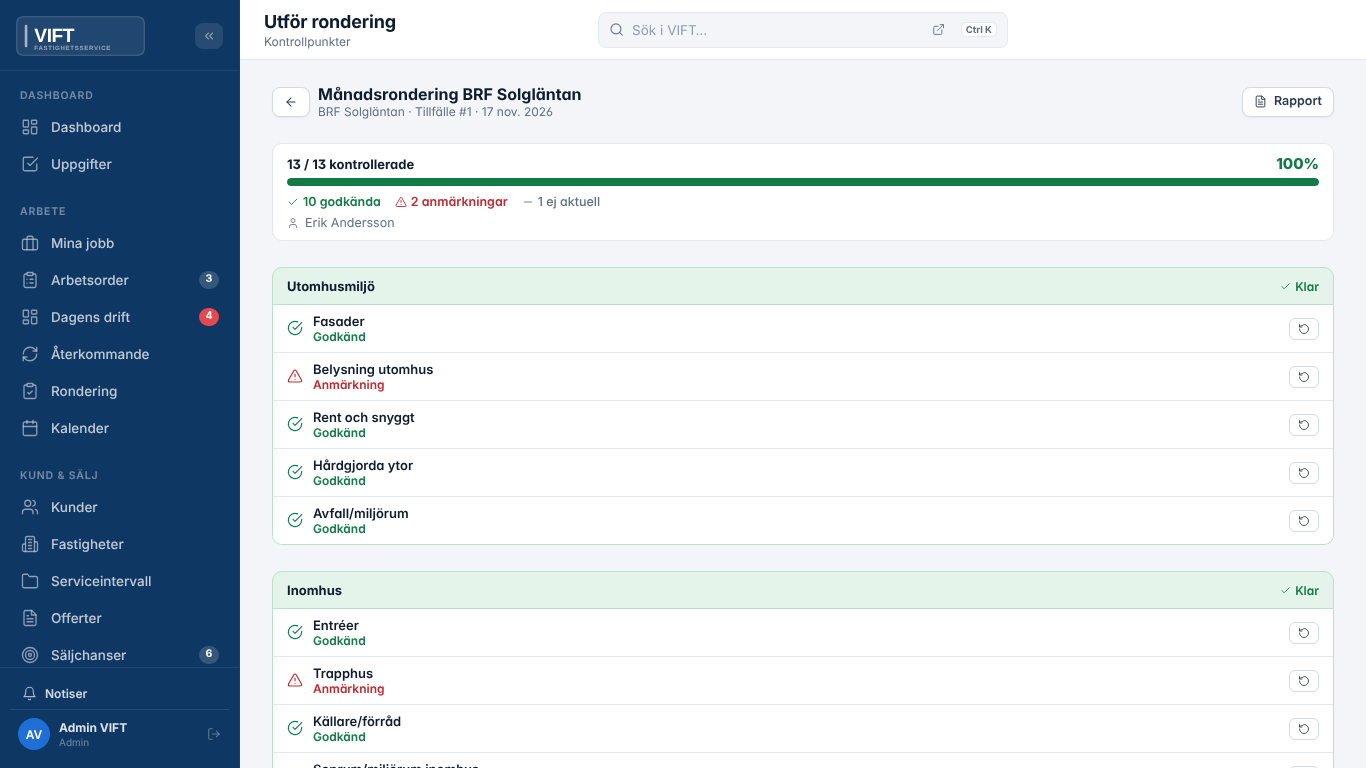 VIFT
FASTIGHETSSERVICE
DASHBOARD
Dashboard
Uppgifter
ARBETE
Mina jobb
Arbetsorder 3
Dagens drift 4
Återkommande
Rondering
Kalender
KUND & SÄLJ
Kunder
Fastigheter
Serviceintervall
Offerter
Säljchanser 6
Notiser
AV
Admin VIFT
Admin
Utför rondering
Kontrollpunkter
Sök i VIFT...
Ctrl K
Månadsrondering BRF Solgläntan
BRF Solgläntan · Tillfälle #1 · 17 nov. 2026
Rapport
13 / 13 kontrollerade 100%
10 godkända 2 anmärkningar 1 ej aktuell
Erik Andersson
Utomhusmiljö Klar
Fasader
Godkänd
Belysning utomhus
Anmärkning
Rent och snyggt
Godkänd
Hårdgjorda ytor
Godkänd
Avfall/miljörum
Godkänd
Inomhus Klar
Entréer
Godkänd
Trapphus
Anmärkning
Källare/förråd
Godkänd